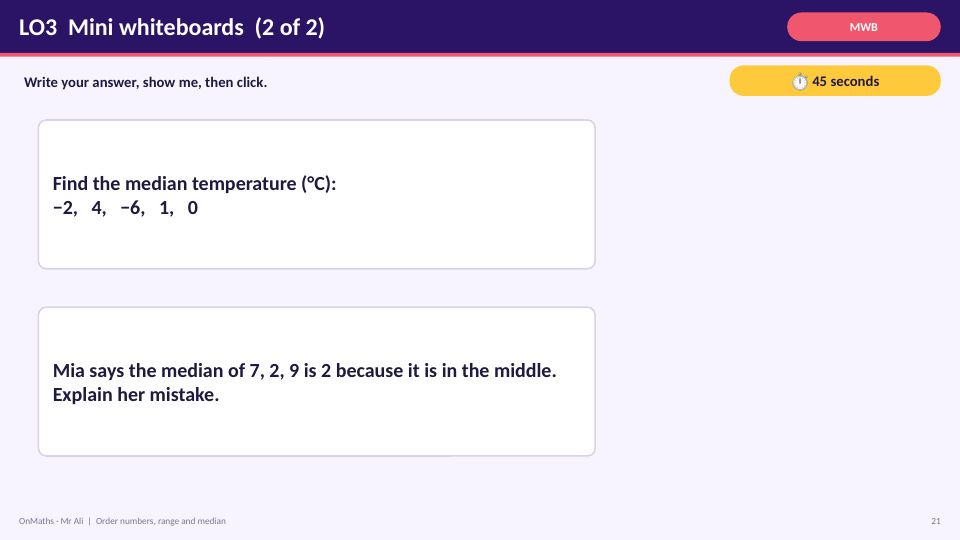 LO3  Mini whiteboards  (2 of 2)
MWB
Write your answer, show me, then click.
⏱ 45 seconds
Find the median temperature (°C):
−2,   4,   −6,   1,   0
Mia says the median of 7, 2, 9 is 2 because it is in the middle.
Explain her mistake.
OnMaths · Mr Ali  |  Order numbers, range and median
21